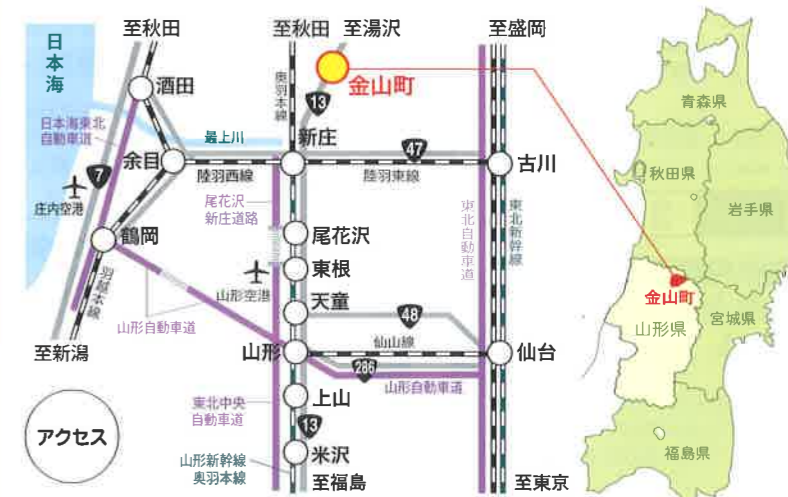 至秋田
至秋田
至湯沢
至盛岡
日本海
酒田
奥羽本線
金山町
13
青森県
日本海東北
自動車道
最上川
新庄
47
余目
陸羽西線
陸羽東線
古川
秋田県
7
庄内空港
尾花沢
新庄道路
東北自動車道
東北新幹線
岩手県
鶴岡
尾花沢
羽越本線
東根
山形空港
金山町
天童
48
宮城県
山形県
山形自動車道
至新潟
山形
仙山線
仙台
286
山形自動車道
東北中央
自動車道
上山
アクセス
13
山形新幹線
奥羽本線
米沢
至福島
至東京
福島県